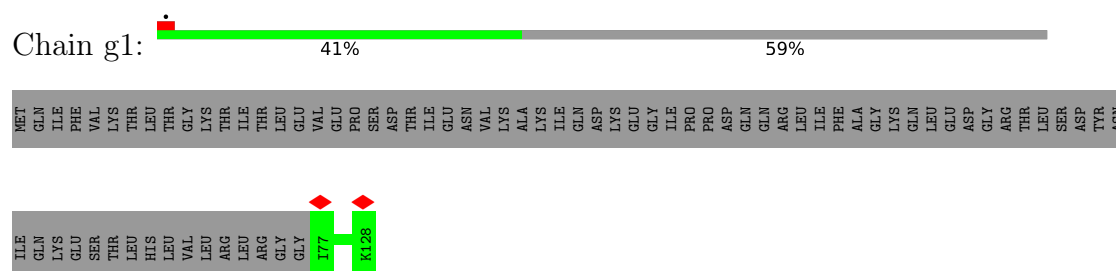 Chain g1:
41% 59%
MET GLN ILE PHE VAL LYS THR LEU THR GLY LYS THR ILE THR LEU GLU VAL GLU PRO SER ASP THR ILE GLU ASN VAL LYS ALA LYS ILE GLN ASP LYS GLU GLY ILE PRO PRO ASP GLN GLN ARG LEU ILE PHE ALA GLY LYS GLN LEU GLU ASP GLY ARG THR LEU SER ASP TYR
ILE GLN LYS GLU SER THR LEU HIS LEU VAL LEU ARG LEU ARG GLY GLY I77 K128